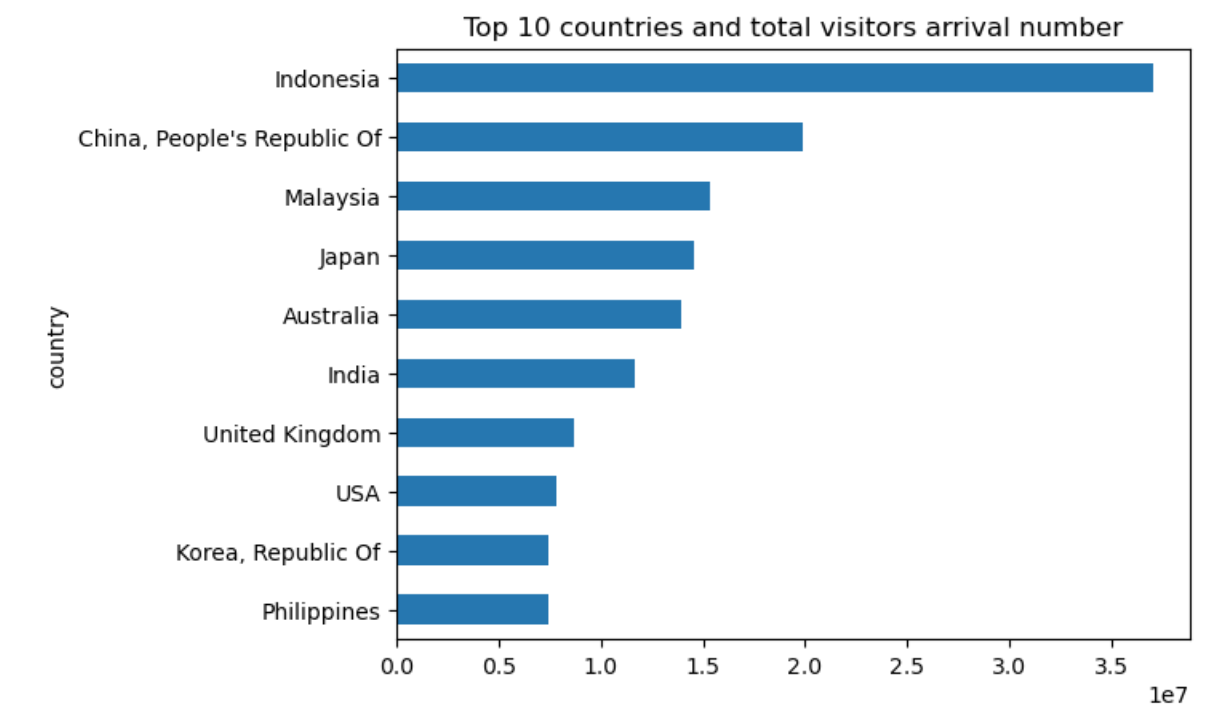 Top 10 countries and total visitors arrival number
country
Indonesia
China, People's Republic Of
Malaysia
Japan
Australia
India
United Kingdom
USA
Korea, Republic Of
Philippines
0.0 0.5 1.0 1.5 2.0 2.5 3.0 3.5
1e7